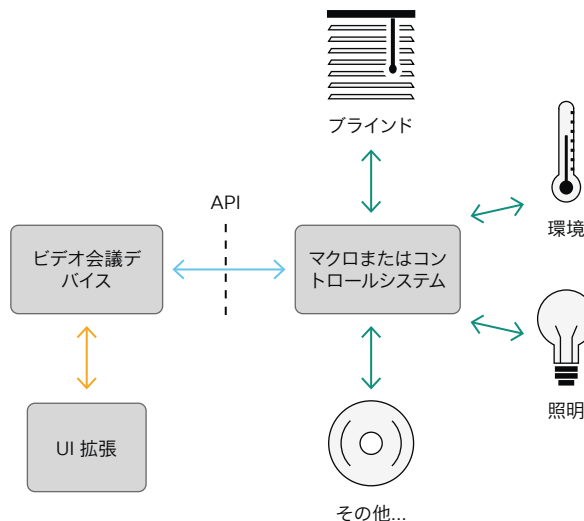 ブラインド
環境
API
ビデオ会議デ
バイス
マクロまたはコン
トロールシステム
照明
UI 拡張
その他...